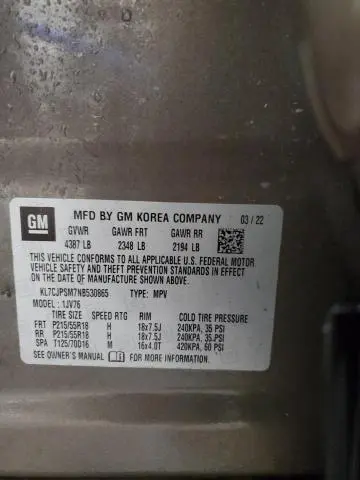 GM
MFD BY GM KOREA COMPANY 03/22
GVWR GAWR FRT GAWR RR
4387 LB 2348 LB 2194 LB
THIS VEHICLE CONFORMS TO ALL APPLICABLE U.S. FEDERAL MOTOR
VEHICLE SAFETY AND THEFT PREVENTION STANDARDS IN EFFECT ON
THE DATE OF MANUFACTURE SHOWN ABOVE.
KL7CJPSM7NB530865 TYPE: MPV
MODEL: 1JV76
TIRE SIZE SPEED RTG RIM COLD TIRE PRESSURE
FRT P215/55R18 H 18x7.5J 240KPA, 35 PSI
RR P215/55R18 H 18x7.5J 240KPA, 35 PSI
SPA T125/70D16 M 16x4.0T 420KPA, 60 PSI
SEE OWNER'S MANUAL FOR MORE INFORMATION.